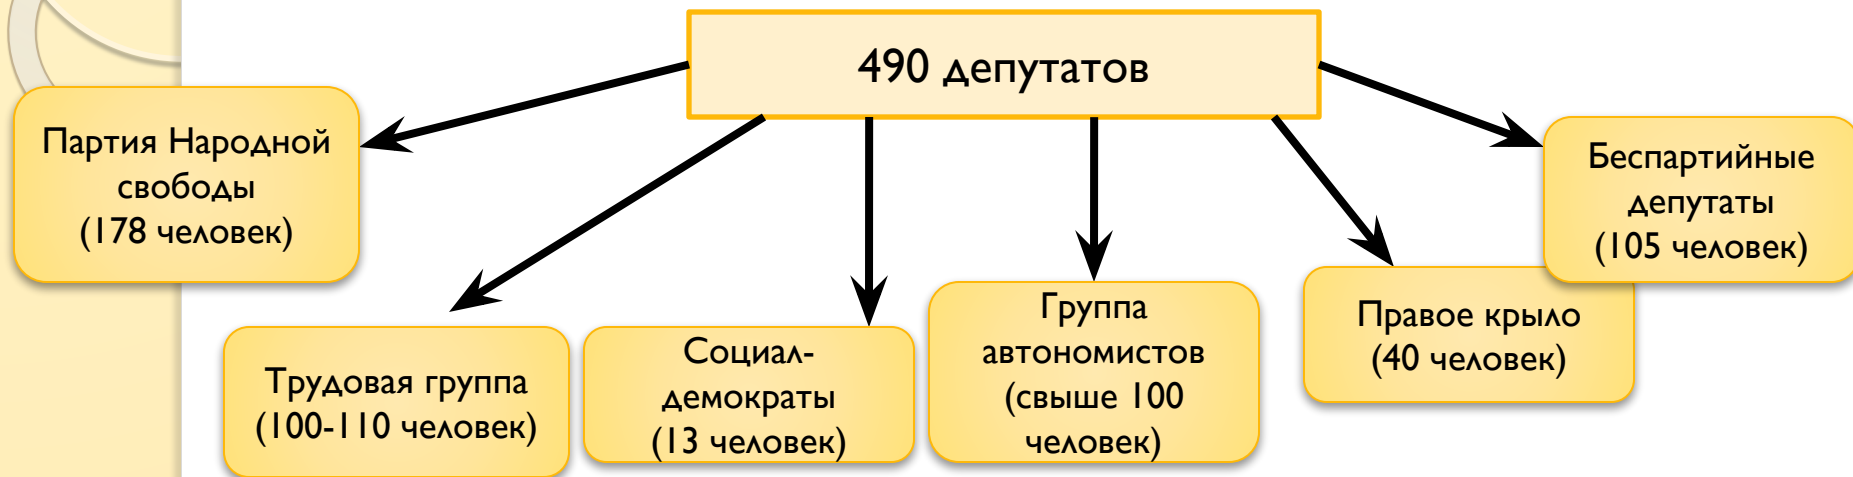 490 депутатов
Партия Народной
свободы
(178 человек)
Трудовая группа
(100-110 человек)
Социал-
демократы
(13 человек)
Группа
автономистов
(свыше 100
человек)
Правое крыло
(40 человек)
Беспартийные
депутаты
(105 человек)